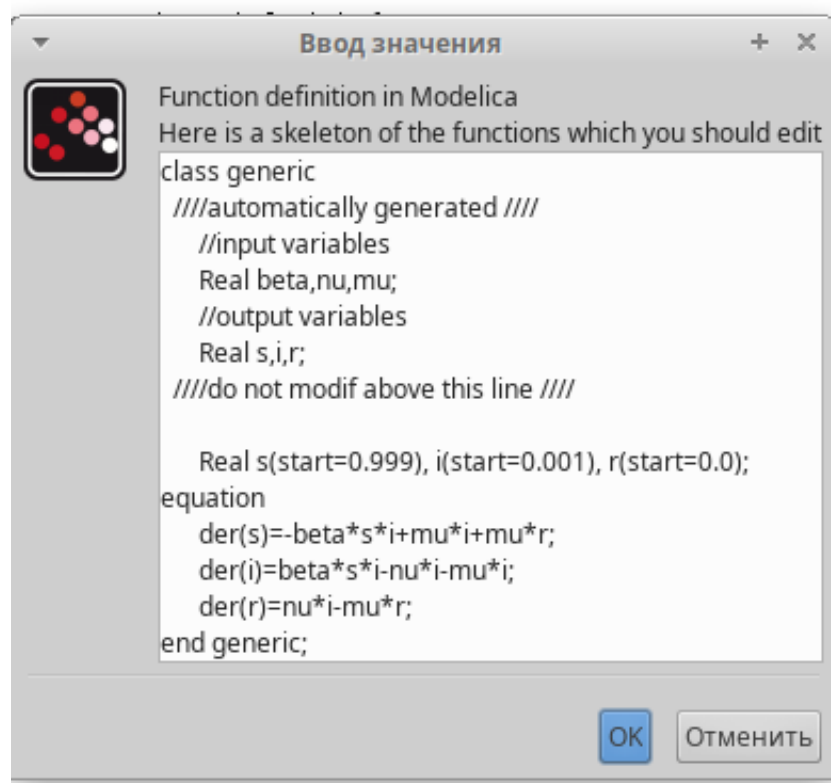 Ввод значения
Function definition in Modelica
Here is a skeleton of the functions which you should edit
class generic
////automatically generated ////
//input variables
Real beta,nu,mu;
//output variables
Real s,i,r;
////do not modif above this line ////
Real s(start=0.999), i(start=0.001), r(start=0.0);
equation
der(s)=-beta*s*i+mu*i+mu*r;
der(i)=beta*s*i-nu*i-mu*i;
der(r)=nu*i-mu*r;
end generic;
OK Отменить